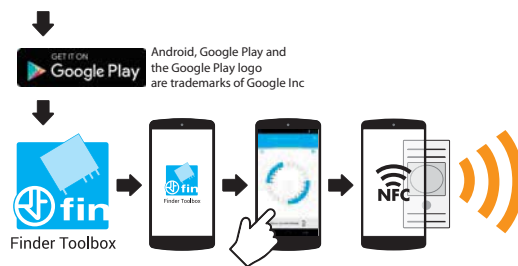 GET IT ON
Google Play
Android, Google Play and
the Google Play logo
are trademarks of Google Inc
fin
Finder Toolbox
fin
Finder Toolbox
NFC